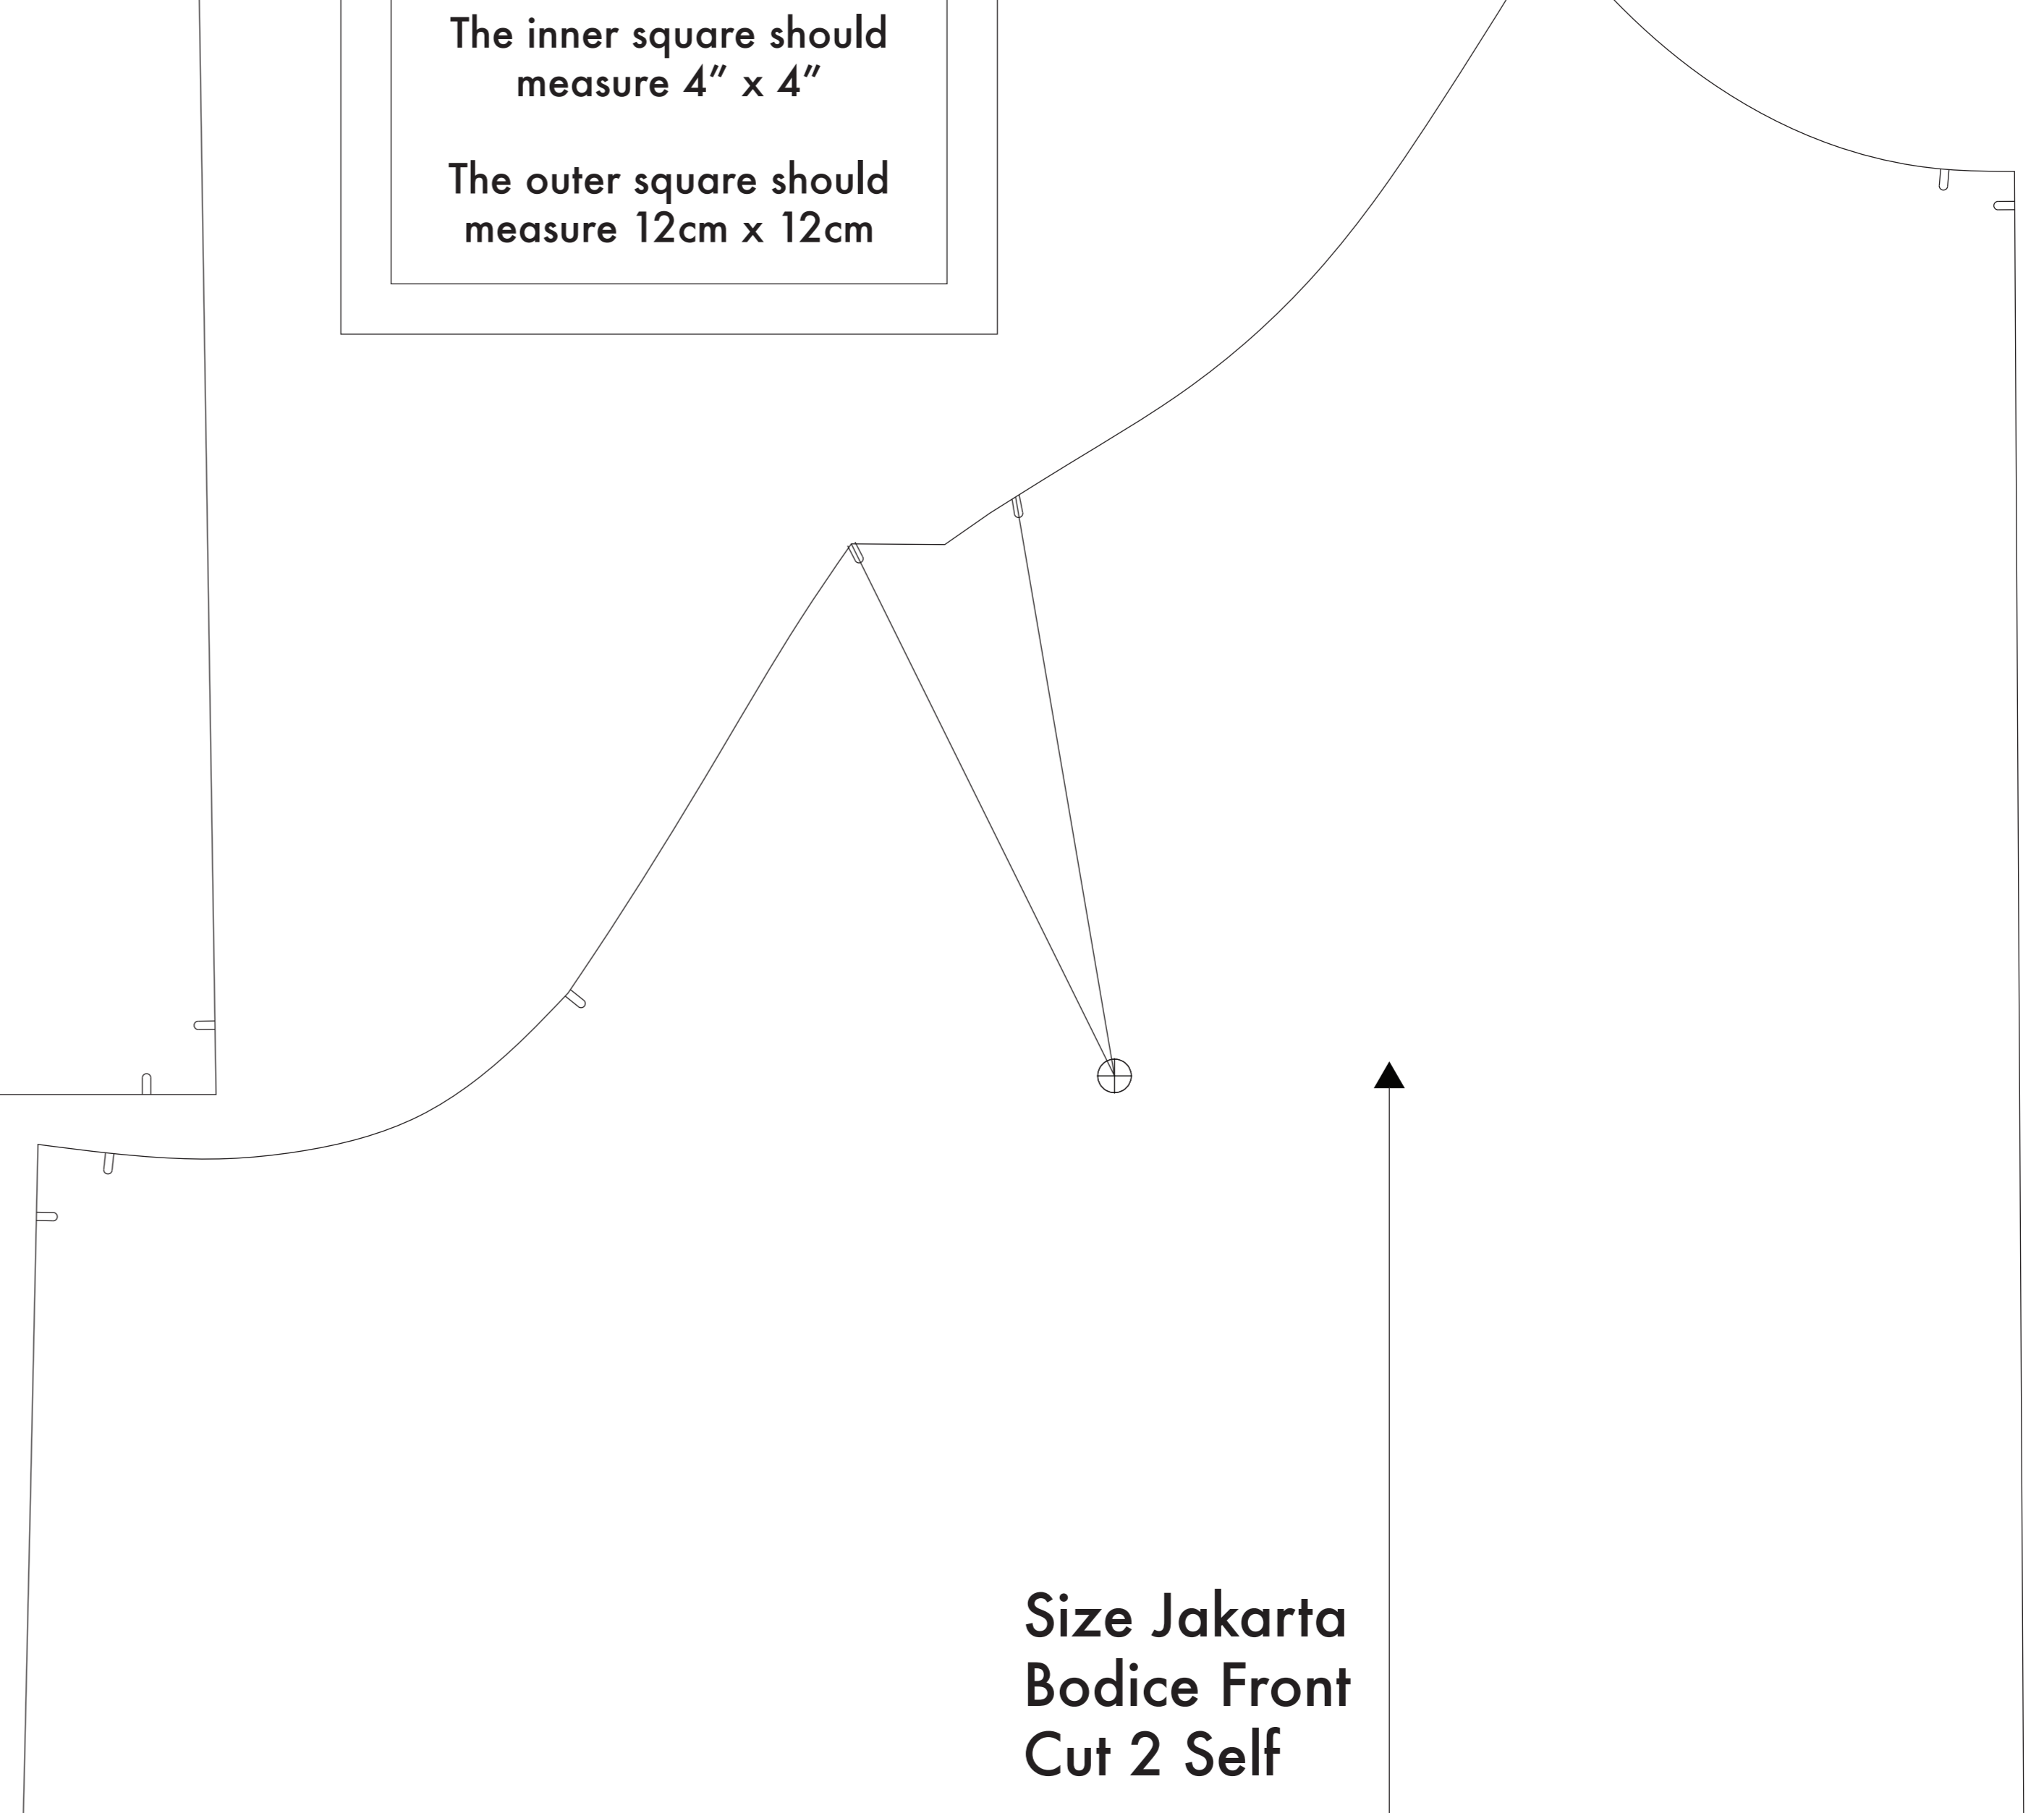 The inner square should
measure 4” x 4”
The outer square should
measure 12cm x 12cm
Size Jakarta
Bodice Front
Cut 2 Self